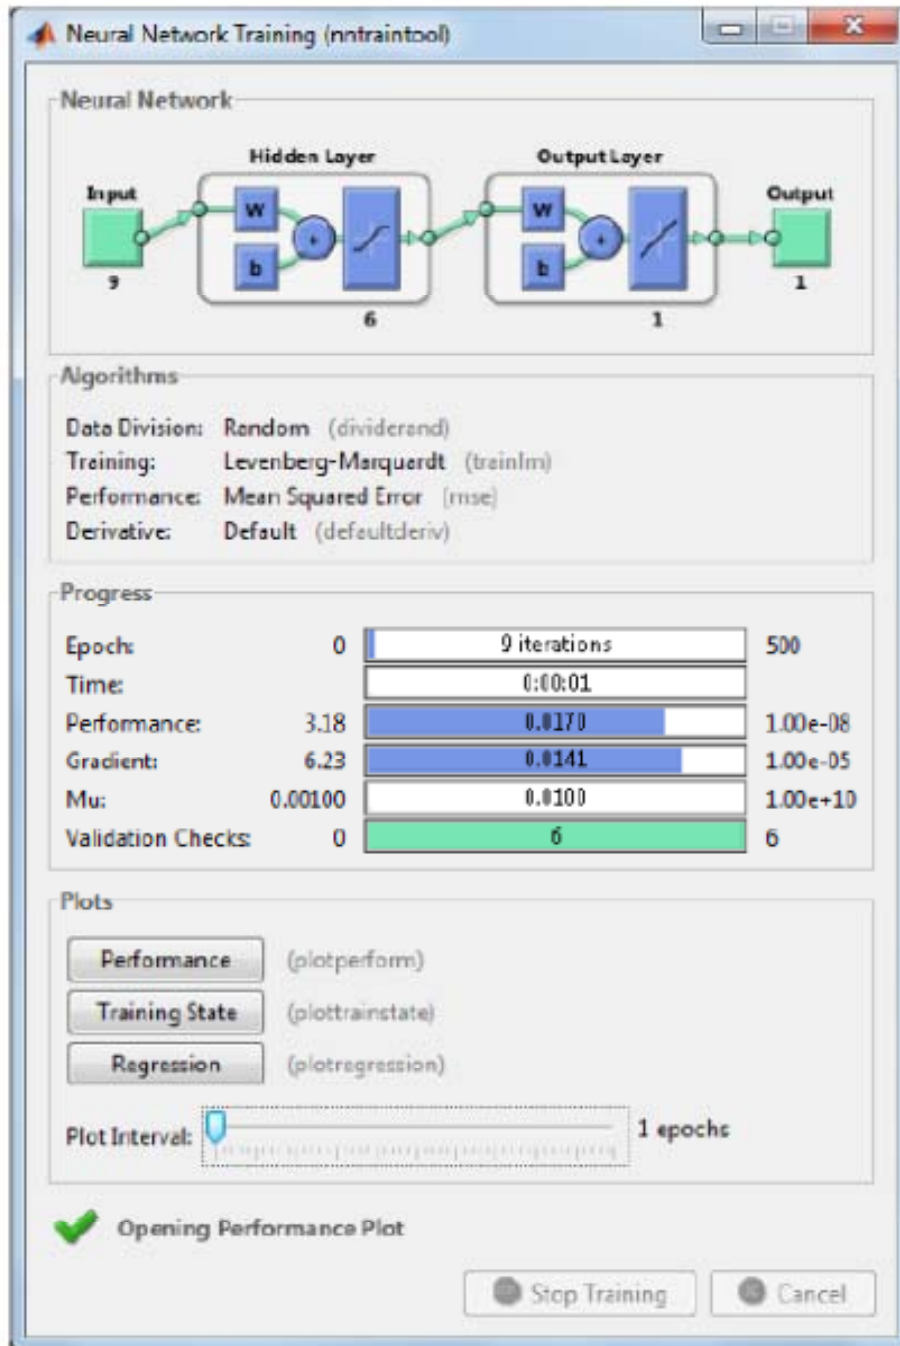 Neural Network Training (nntraintool)
Neural Network
Hidden Layer
Output Layer
Input
Output
W
b
+
W
b
+
9
6
1
1
Algorithms
Data Division: Random (dividerand)
Training: Levenberg-Marquardt (trainlm)
Performance: Mean Squared Error (mse)
Derivative: Default (defaultderiv)
Progress
Epoch: 0 9 iterations 500
Time: 0:00:01
Performance: 3.18 0.0170 1.00e-08
Gradient: 6.23 0.0141 1.00e-05
Mu: 0.00100 0.0100 1.00e+10
Validation Checks: 0 6 6
Plots
Performance (plotperform)
Training State (plottrainstate)
Regression (plotregression)
Plot Interval: 1 epochs
Opening Performance Plot
Stop Training Cancel